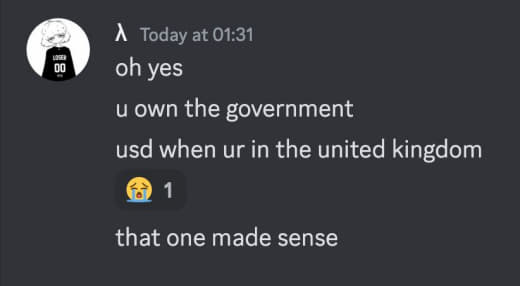 λ Today at 01:31
LOSER
00
oh yes
u own the government
usd when ur in the united kingdom
😭 1
that one made sense